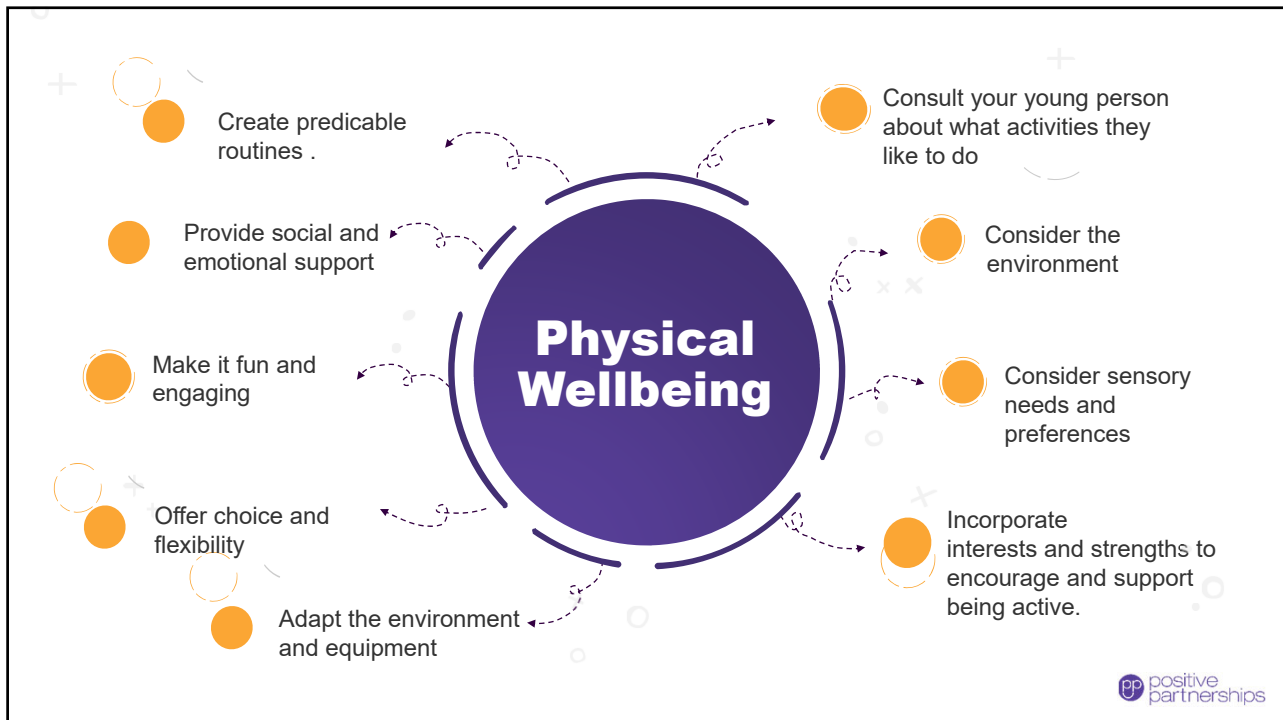 Create predicable
routines .
Provide social and
emotional support
Make it fun and
engaging
Offer choice and
flexibility
Adapt the environment
and equipment
Physical
Wellbeing
Consult your young person
about what activities they
like to do
Consider the
environment
Consider sensory
needs and
preferences
Incorporate
interests and strengths to
encourage and support
being active.
pp
positive
partnerships